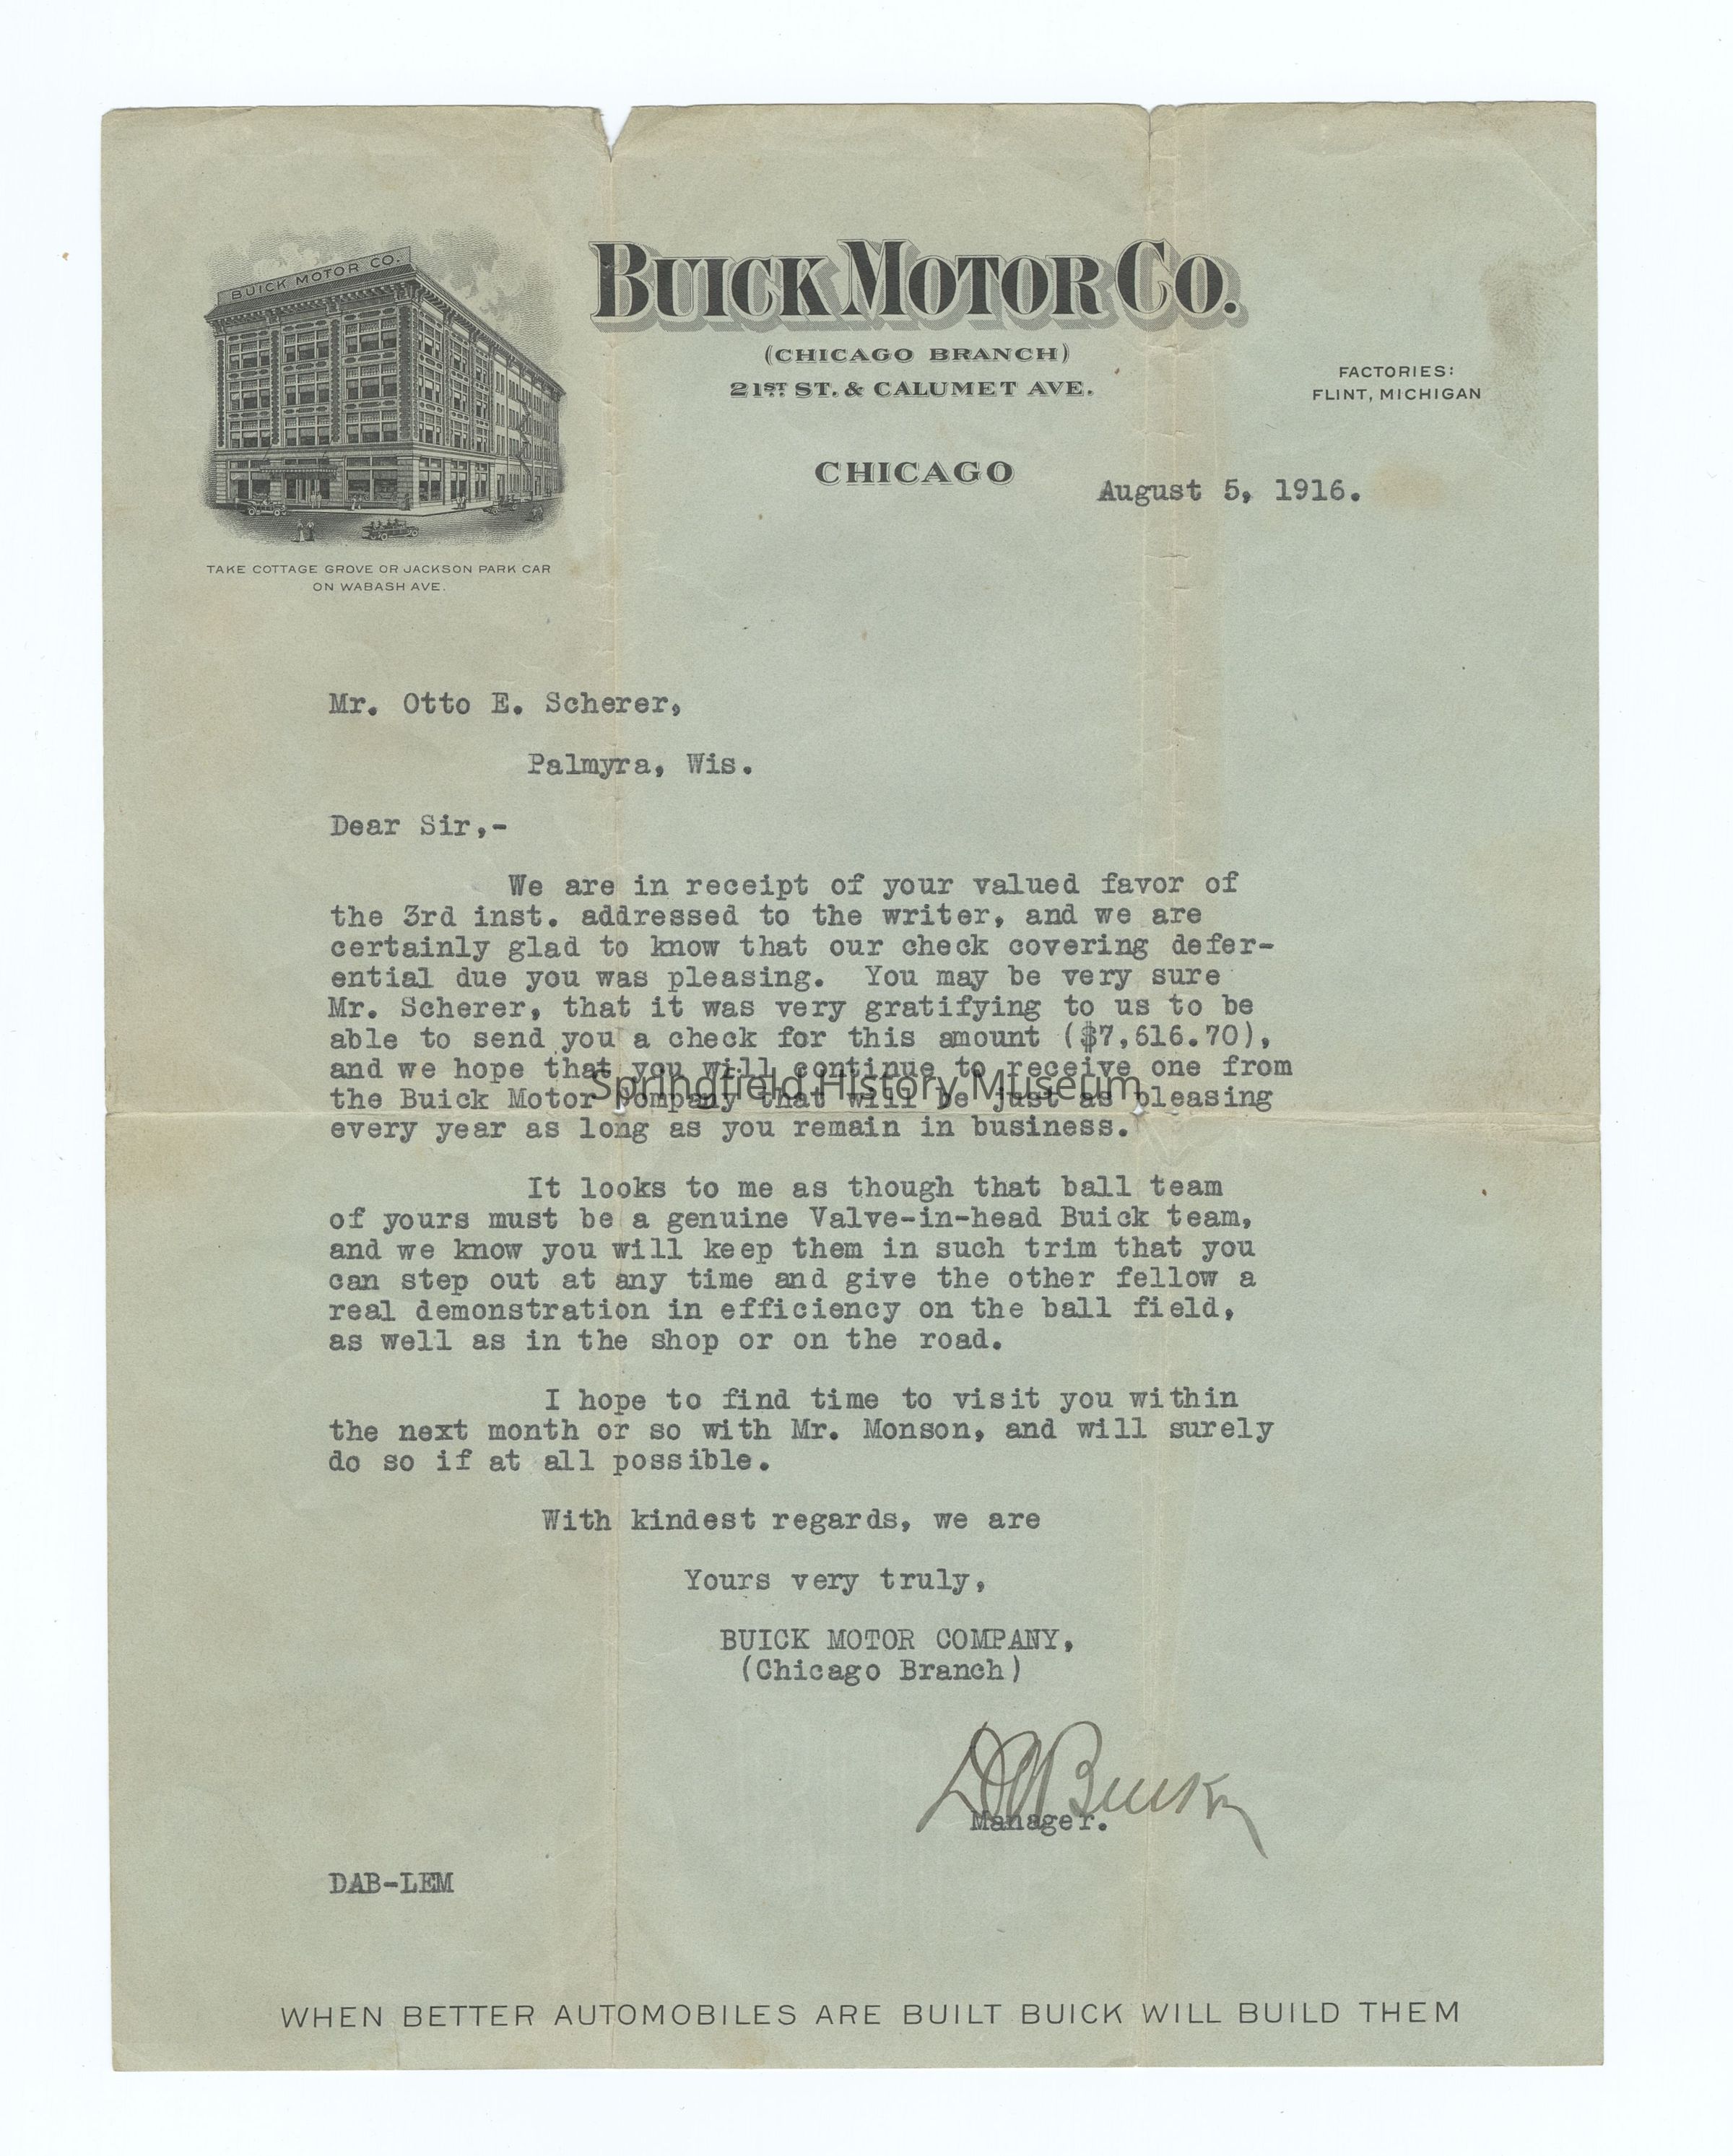 BUICK MOTOR CO.
BUICK MOTOR CO.
(CHICAGO BRANCH)
21ST ST. & CALUMET AVE.
FACTORIES:
FLINT, MICHIGAN
CHICAGO
August 5, 1916.
TAKE COTTAGE GROVE OR JACKSON PARK CAR
ON WABASH AVE.
Mr. Otto E. Scherer,
Palmyra, Wis.
Dear Sir,-
We are in receipt of your valued favor of
the 3rd inst. addressed to the writer, and we are
certainly glad to know that our check covering defer-
ential due you was pleasing. You may be very sure
Mr. Scherer, that it was very gratifying to us to be
able to send you a check for this amount ($7,616.70),
and we hope that you will continue to receive one from
Springfield History Museum
the Buick Motor Company that will be just as pleasing
every year as long as you remain in business.
It looks to me as though that ball team
of yours must be a genuine Valve-in-head Buick team,
and we know you will keep them in such trim that you
can step out at any time and give the other fellow a
real demonstration in efficiency on the ball field,
as well as in the shop or on the road.
I hope to find time to visit you within
the next month or so with Mr. Monson, and will surely
do so if at all possible.
With kindest regards, we are
Yours very truly,
BUICK MOTOR COMPANY,
(Chicago Branch)
Manager.
DAB-LEM
WHEN BETTER AUTOMOBILES ARE BUILT BUICK WILL BUILD THEM